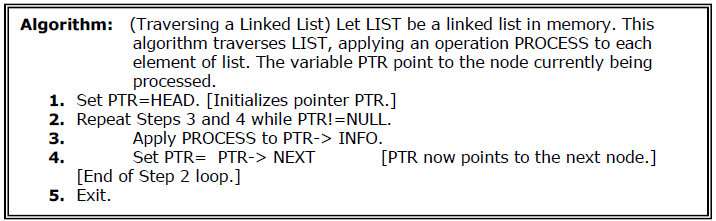 Algorithm: (Traversing a Linked List) Let LIST be a linked list in memory. This
algorithm traverses LIST, applying an operation PROCESS to each
element of list. The variable PTR point to the node currently being
processed.
1. Set PTR=HEAD. [Initializes pointer PTR.]
2. Repeat Steps 3 and 4 while PTR!=NULL.
3. Apply PROCESS to PTR-> INFO.
4. Set PTR= PTR-> NEXT [PTR now points to the next node.]
[End of Step 2 loop.]
5. Exit.